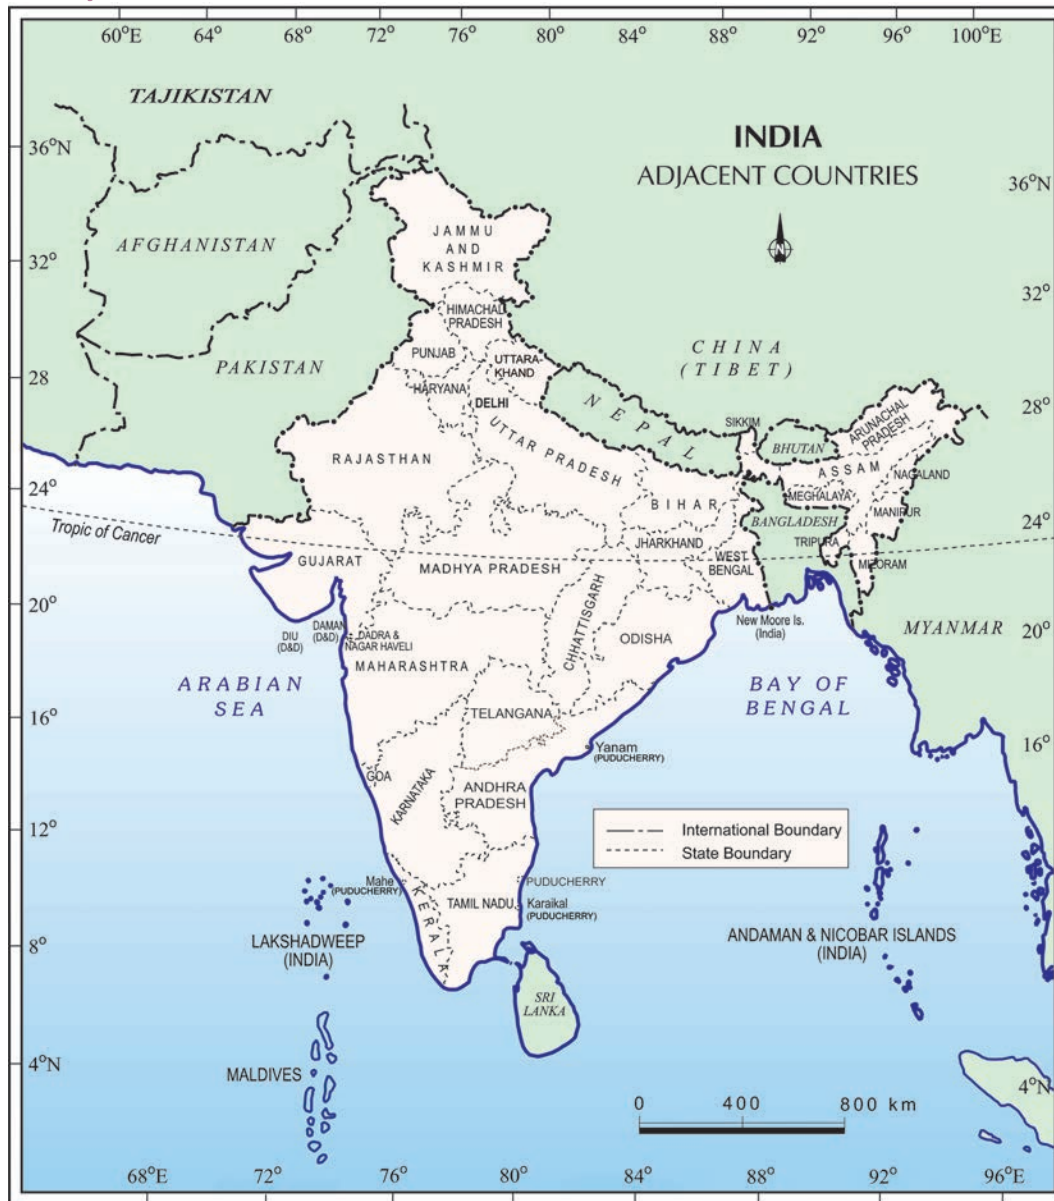 60°E 64° 68° 72° 76° 80° 84° 88° 92° 96° 100°E
TAJIKISTAN
INDIA
ADJACENT COUNTRIES
36°N
36°N
N
AFGHANISTAN
JAMMU
AND
KASHMIR
32°
32°
HIMACHAL
PRADESH
PAKISTAN
PUNJAB
UTTARA-
KHAND
CHINA
(TIBET)
28°
28°
HARYANA
DELHI
NEPAL
SIKKIM
BHUTAN
ARUNACHAL
PRADESH
RAJASTHAN
UTTAR PRADESH
ASSAM
NAGALAND
24°
24°
BIHAR
MEGHALAYA
MANIPUR
BANGLADESH
Tropic of Cancer
JHARKHAND
TRIPURA
GUJARAT
MADHYA PRADESH
WEST
BENGAL
MIZORAM
20°
20°
DIU
(D&D)
DAMAN
(D&D)
DADRA &
NAGAR HAVELI
CHHATTISGARH
ODISHA
New Moore Is.
(India)
MYANMAR
MAHARASHTRA
ARABIAN
SEA
BAY OF
BENGAL
TELANGANA
16°
16°
Yanam
(PUDUCHERRY)
GOA
KARNATAKA
ANDHRA
PRADESH
International Boundary
State Boundary
12°
12°
Mahe
(PUDUCHERRY)
PUDUCHERRY
KERALA
TAMIL NADU
Karaikal
(PUDUCHERRY)
LAKSHADWEEP
(INDIA)
ANDAMAN & NICOBAR ISLANDS
(INDIA)
8°
8°
SRI
LANKA
4°N
MALDIVES
4°N
0 400 800 km
68°E 72° 76° 80° 84° 88° 92° 96°E